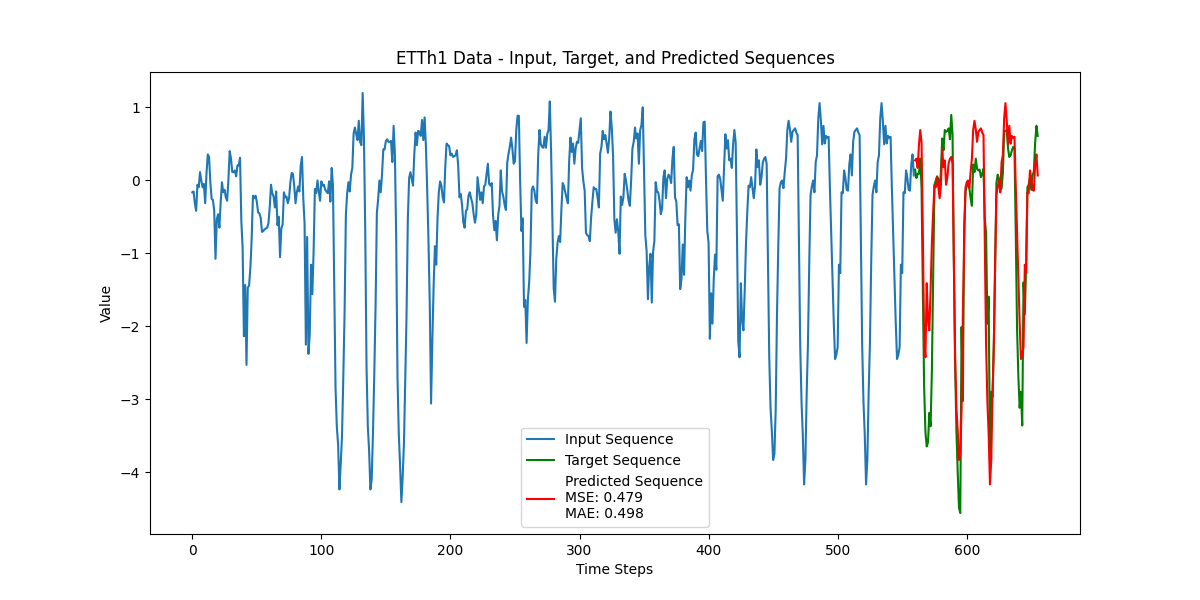 ETTh1 Data - Input, Target, and Predicted Sequences
Value
1
0
−1
−2
−3
−4
Input Sequence
Target Sequence
Predicted Sequence
MSE: 0.479
MAE: 0.498
0 100 200 300 400 500 600
Time Steps